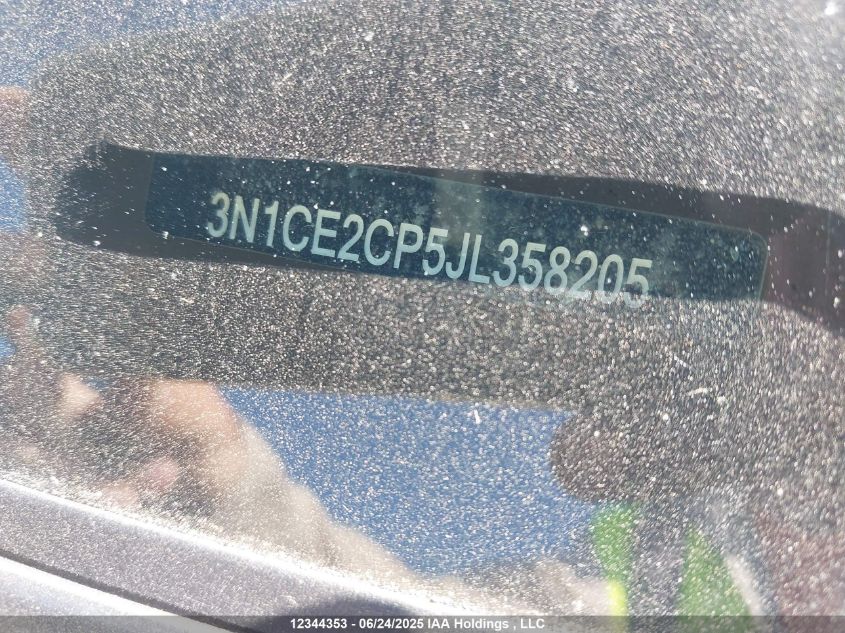 3N1CE2CP5JL358205
12344353 - 06/24/2025 IAA Holdings , LLC